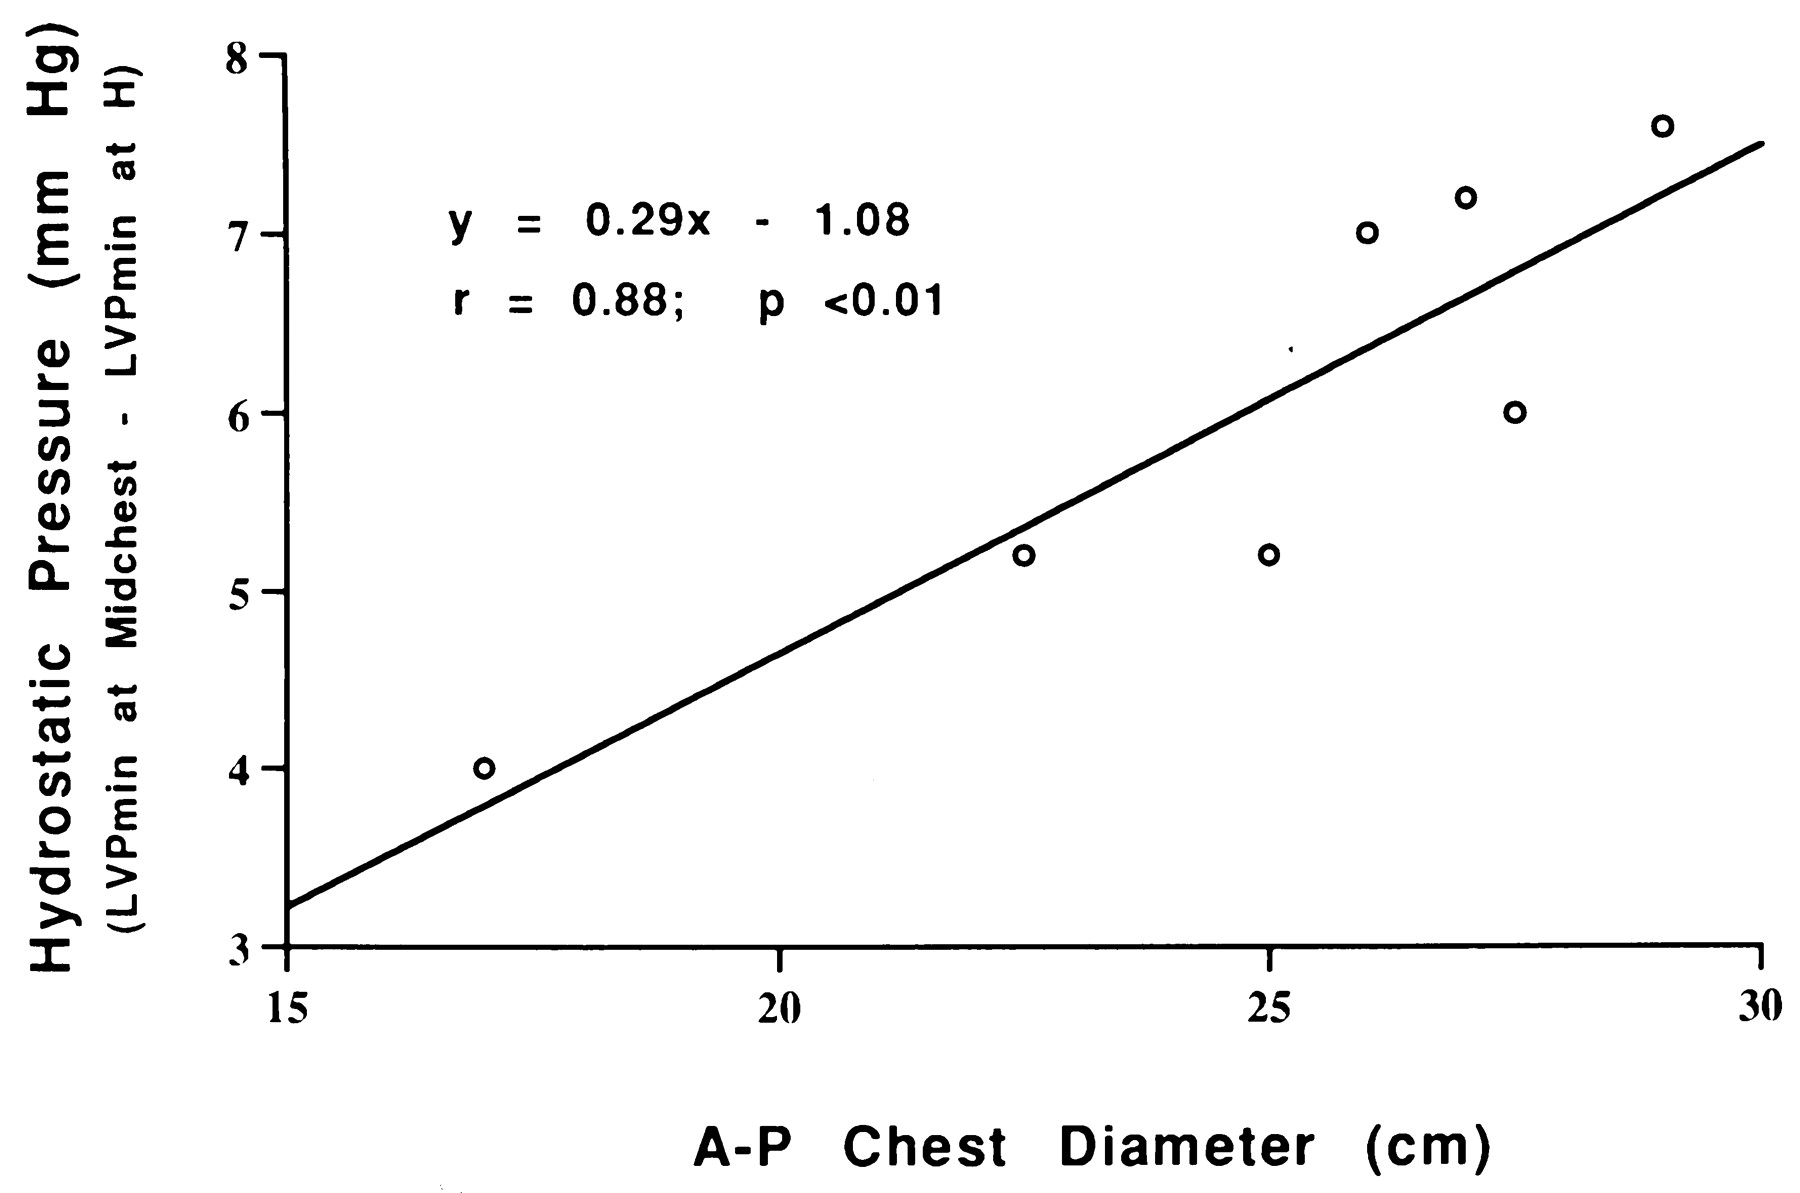 Hydrostatic Pressure (mm Hg)
(LVPmin at Midchest - LVPmin at H)
8
7
6
5
4
3
y = 0.29x - 1.08
r = 0.88; p <0.01
15 20 25 30
A-P Chest Diameter (cm)